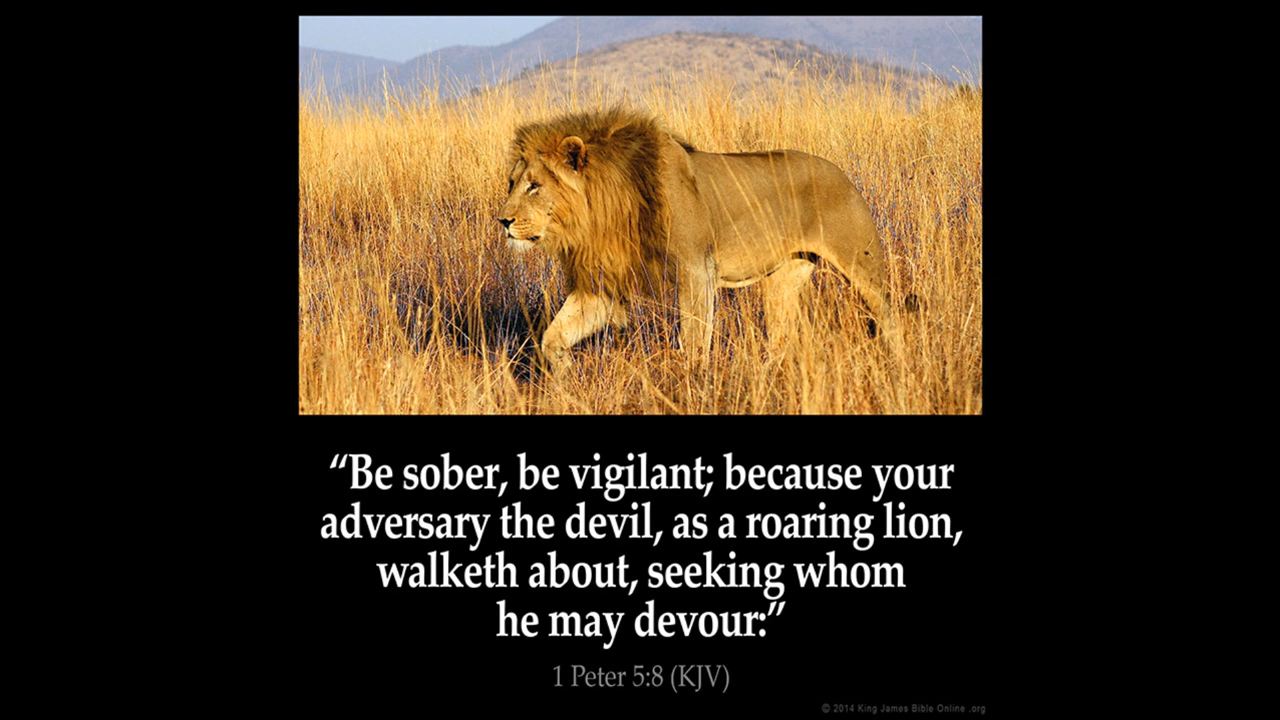 “Be sober, be vigilant; because your
adversary the devil, as a roaring lion,
walketh about, seeking whom
he may devour:”
1 Peter 5:8 (KJV)
© 2014 King James Bible Online .org